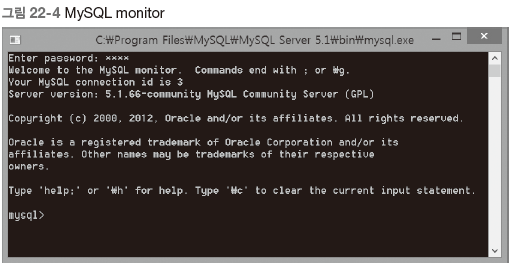 그림 22-4 MySQL monitor
C:₩Program Files₩MySQL₩MySQL Server 5.1₩bin₩mysql.exe
Enter password: ****
Welcome to the MySQL monitor.  Commands end with ; or ₩g.
Your MySQL connection id is 3
Server version: 5.1.66-community MySQL Community Server (GPL)
Copyright (c) 2000, 2012, Oracle and/or its affiliates. All rights reserved.
Oracle is a registered trademark of Oracle Corporation and/or its
affiliates. Other names may be trademarks of their respective
owners.
Type 'help;' or '₩h' for help. Type '₩c' to clear the current input statement.
mysql>